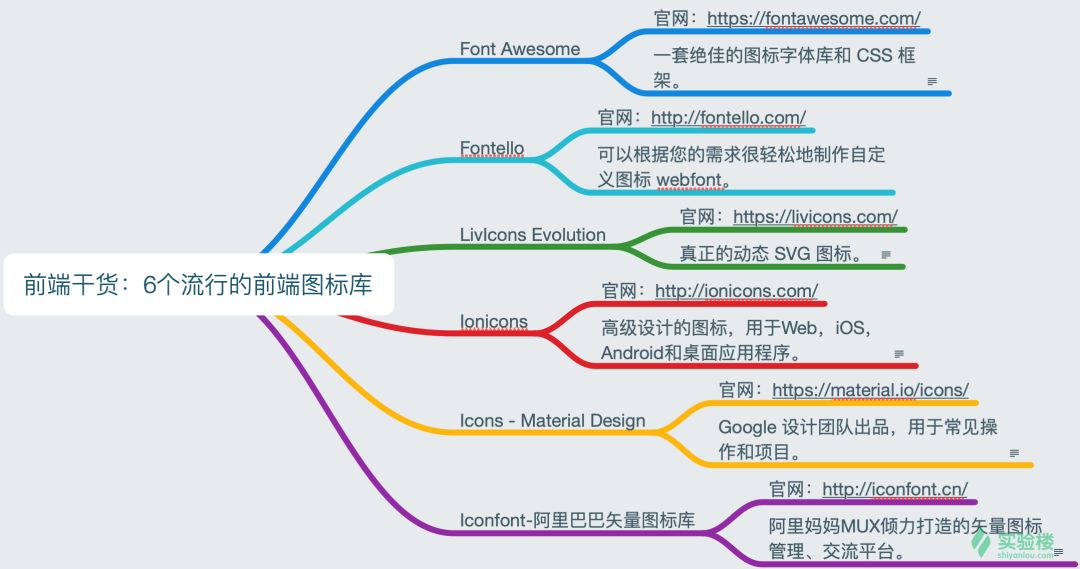 官网：https://fontawesome.com/
Font Awesome
一套绝佳的图标字体库和 CSS 框
架。
官网：http://fontello.com/
Fontello
可以根据您的需求很轻松地制作自定
义图标 webfont。
官网：https://livicons.com/
LivIcons Evolution
真正的动态 SVG 图标。
前端干货：6个流行的前端图标库
官网：http://ionicons.com/
Ionicons
高级设计的图标，用于Web，iOS，
Android和桌面应用程序。
官网：https://material.io/icons/
Icons - Material Design
Google 设计团队出品，用于常见操
作和项目。
官网：http://iconfont.cn/
Iconfont-阿里巴巴矢量图标库
阿里妈妈MUX倾力打造的矢量图标
管理、交流平台。
实验楼
shiyanlou.com